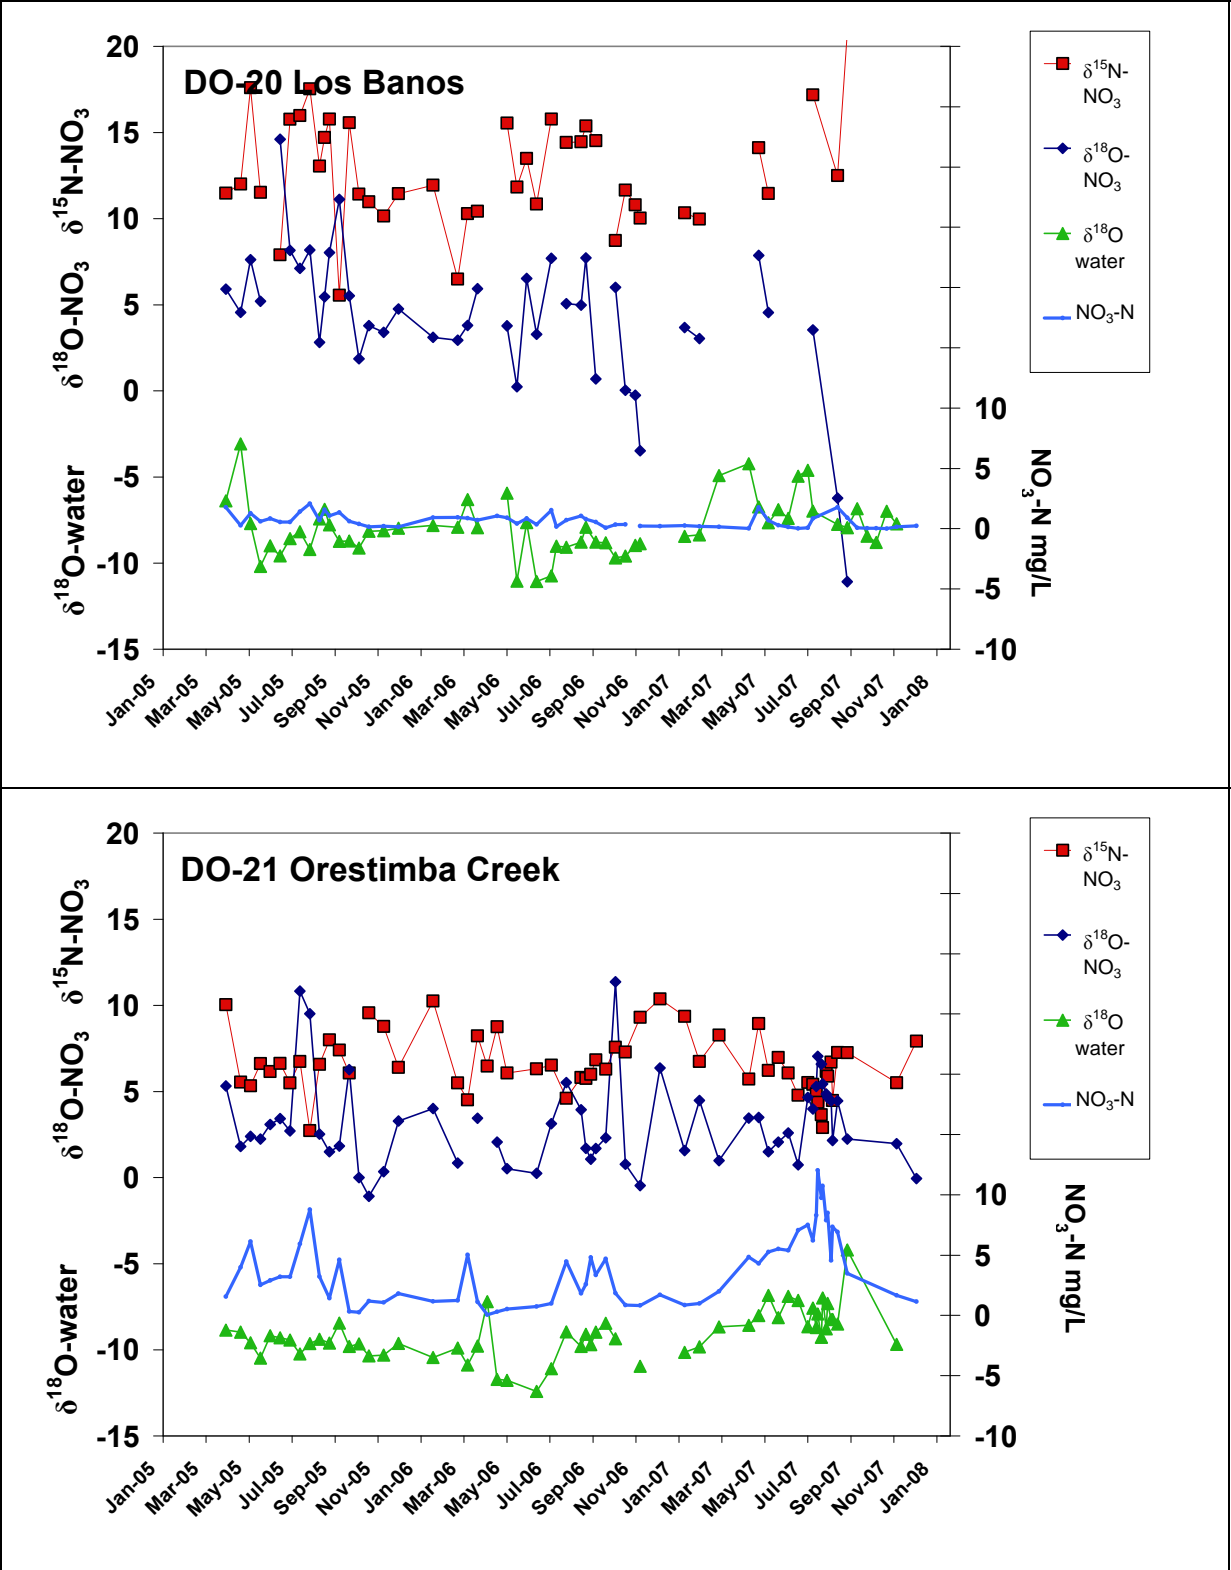 DO-20 Los Banos
20
15
10
5
0
-5
-10
-15
δ¹⁸O-NO₃ δ¹⁵N-NO₃
δ¹⁸O-water
10
5
0
-5
-10
NO₃-N mg/L
Jan-05
Mar-05
May-05
Jul-05
Sep-05
Nov-05
Jan-06
Mar-06
May-06
Jul-06
Sep-06
Nov-06
Jan-07
Mar-07
May-07
Jul-07
Sep-07
Nov-07
Jan-08
δ¹⁵N-
NO₃
δ¹⁸O-
NO₃
δ¹⁸O
water
NO₃-N
DO-21 Orestimba Creek
20
15
10
5
0
-5
-10
-15
δ¹⁸O-NO₃ δ¹⁵N-NO₃
δ¹⁸O-water
10
5
0
-5
-10
NO₃-N mg/L
Jan-05
Mar-05
May-05
Jul-05
Sep-05
Nov-05
Jan-06
Mar-06
May-06
Jul-06
Sep-06
Nov-06
Jan-07
Mar-07
May-07
Jul-07
Sep-07
Nov-07
Jan-08
δ¹⁵N-
NO₃
δ¹⁸O-
NO₃
δ¹⁸O
water
NO₃-N